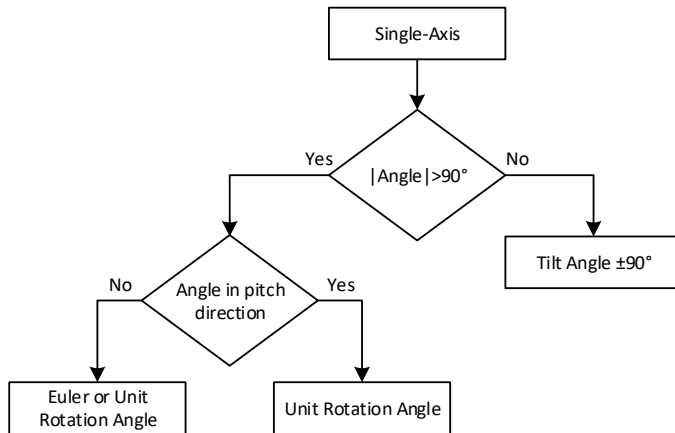 Single-Axis
Yes
No
|Angle|>90°
Tilt Angle ±90°
No
Angle in pitch
direction
Yes
Euler or Unit
Rotation Angle
Unit Rotation Angle